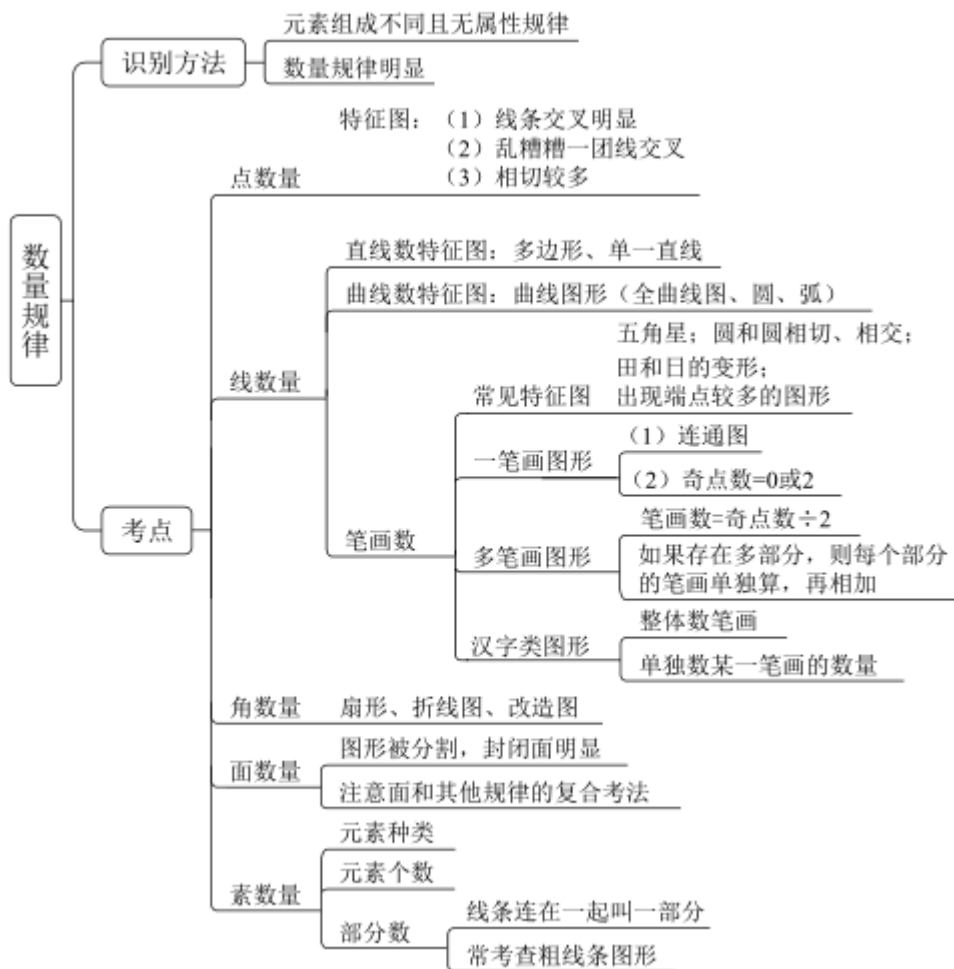 数量规律
识别方法
元素组成不同且无属性规律
数量规律明显
考点
点数量
特征图：（1）线条交叉明显
（2）乱糟糟一团线交叉
（3）相切较多
线数量
直线数特征图：多边形、单一直线
曲线数特征图：曲线图形（全曲线图、圆、弧）
笔画数
常见特征图
五角星；圆和圆相切、相交；
田和日的变形；
出现端点较多的图形
一笔画图形
（1）连通图
（2）奇点数=0或2
多笔画图形
笔画数=奇点数÷2
如果存在多部分，则每个部分
的笔画单独算，再相加
汉字类图形
整体数笔画
单独数某一笔画的数量
角数量
扇形、折线图、改造图
面数量
图形被分割，封闭面明显
注意面和其他规律的复合考法
素数量
元素种类
元素个数
部分数
线条连在一起叫一部分
常考查粗线条图形